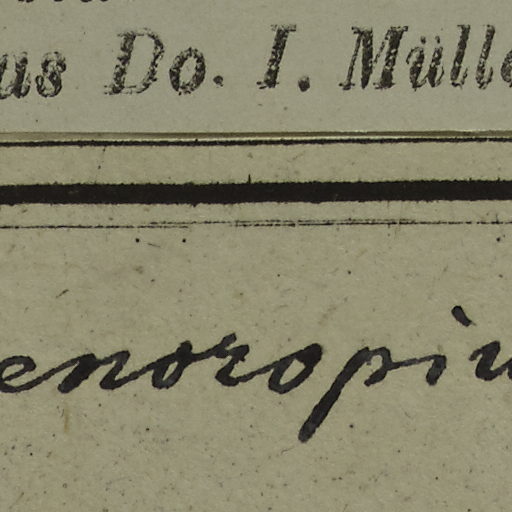 us Do. I. Mülle
enoropiu